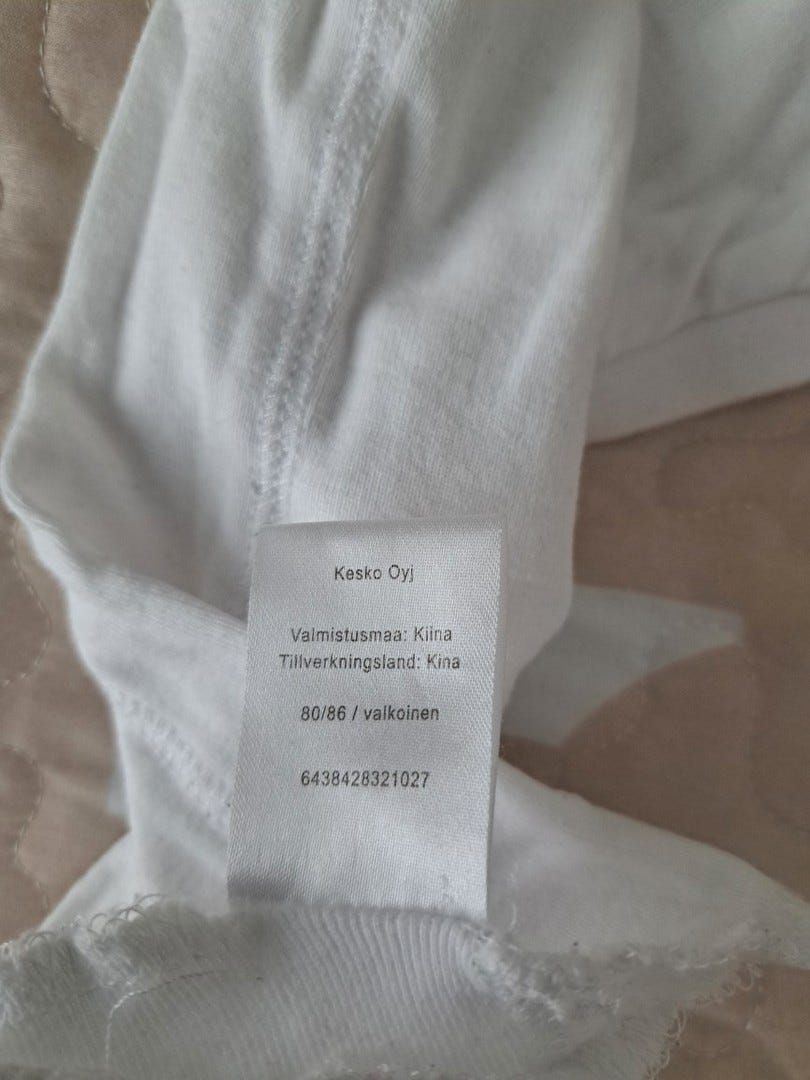 Kesko Oyj
Valmistusmaa: Kiina
Tillverkningsland: Kina
80/86 / valkoinen
6438428321027